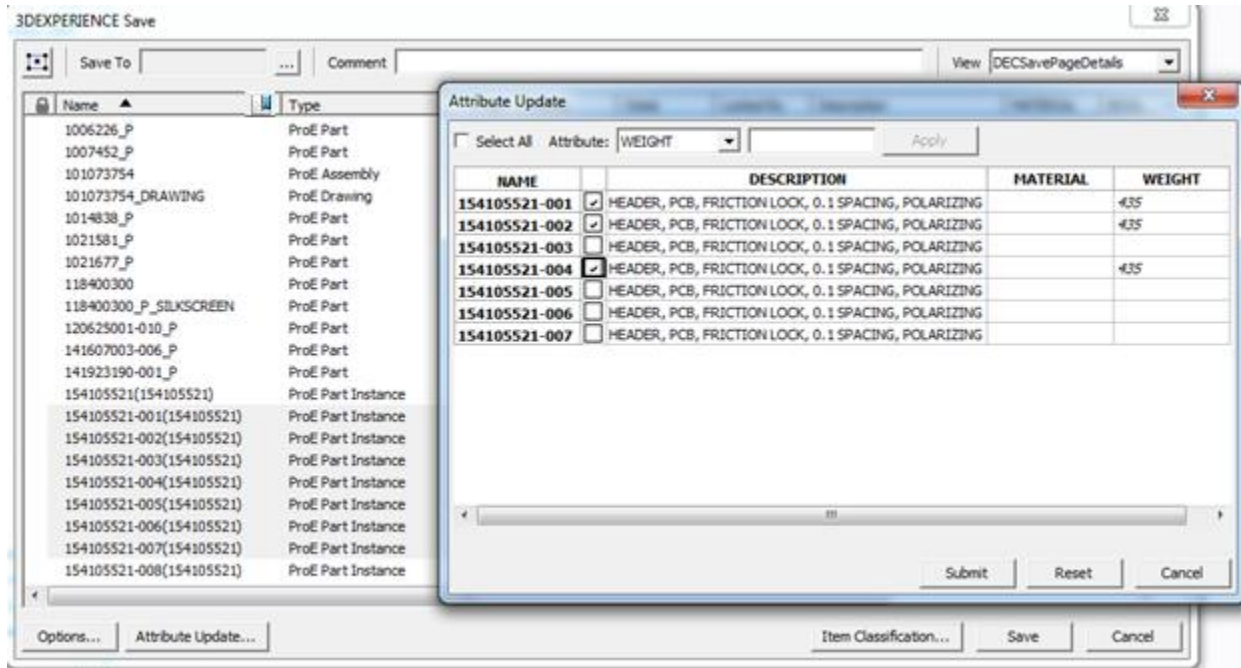 3DEXPERIENCE Save
Save To ... Comment View DECSavePageDetails
Name Type
1006226_P ProE Part
1007452_P ProE Part
101073754 ProE Assembly
101073754_DRAWING ProE Drawing
1014838_P ProE Part
1021581_P ProE Part
1021677_P ProE Part
118400300 ProE Part
118400300_P_SILKSCREEN ProE Part
120625001-010_P ProE Part
141607003-006_P ProE Part
141923190-001_P ProE Part
154105521(154105521) ProE Part Instance
154105521-001(154105521) ProE Part Instance
154105521-002(154105521) ProE Part Instance
154105521-003(154105521) ProE Part Instance
154105521-004(154105521) ProE Part Instance
154105521-005(154105521) ProE Part Instance
154105521-006(154105521) ProE Part Instance
154105521-007(154105521) ProE Part Instance
154105521-008(154105521) ProE Part Instance
Attribute Update
Select All Attribute: WEIGHT Apply
NAME DESCRIPTION MATERIAL WEIGHT
154105521-001 HEADER, PCB, FRICTION LOCK, 0.1 SPACING, POLARIZING 435
154105521-002 HEADER, PCB, FRICTION LOCK, 0.1 SPACING, POLARIZING 435
154105521-003 HEADER, PCB, FRICTION LOCK, 0.1 SPACING, POLARIZING
154105521-004 HEADER, PCB, FRICTION LOCK, 0.1 SPACING, POLARIZING 435
154105521-005 HEADER, PCB, FRICTION LOCK, 0.1 SPACING, POLARIZING
154105521-006 HEADER, PCB, FRICTION LOCK, 0.1 SPACING, POLARIZING
154105521-007 HEADER, PCB, FRICTION LOCK, 0.1 SPACING, POLARIZING
Submit Reset Cancel
Options... Attribute Update... Item Classification... Save Cancel